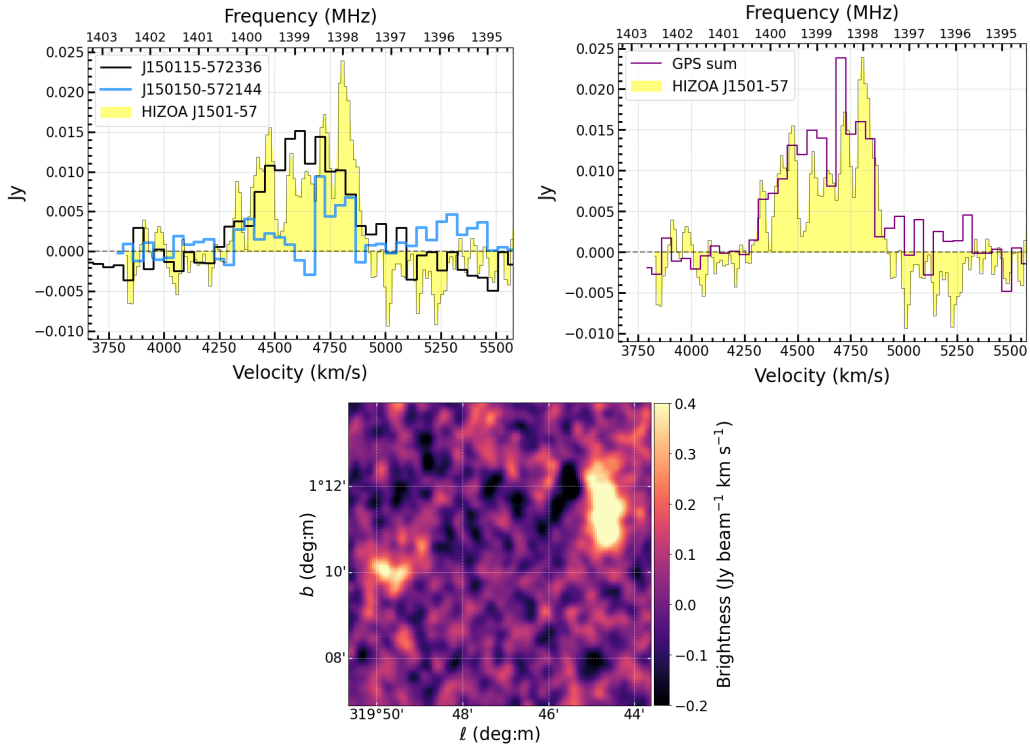 Frequency (MHz)
1403 1402 1401 1400 1399 1398 1397 1396 1395
0.025
0.020
0.015
0.010
0.005
0.000
−0.005
−0.010
Jy
J150115-572336
J150150-572144
HIZOA J1501-57
3750 4000 4250 4500 4750 5000 5250 5500
Velocity (km/s)
Frequency (MHz)
1403 1402 1401 1400 1399 1398 1397 1396 1395
0.025
0.020
0.015
0.010
0.005
0.000
−0.005
−0.010
Jy
GPS sum
HIZOA J1501-57
3750 4000 4250 4500 4750 5000 5250 5500
Velocity (km/s)
1°12'
10'
08'
b (deg:m)
319°50' 48' 46' 44'
ℓ (deg:m)
0.4
0.3
0.2
0.1
0.0
−0.1
−0.2
Brightness (Jy beam⁻¹ km s⁻¹)